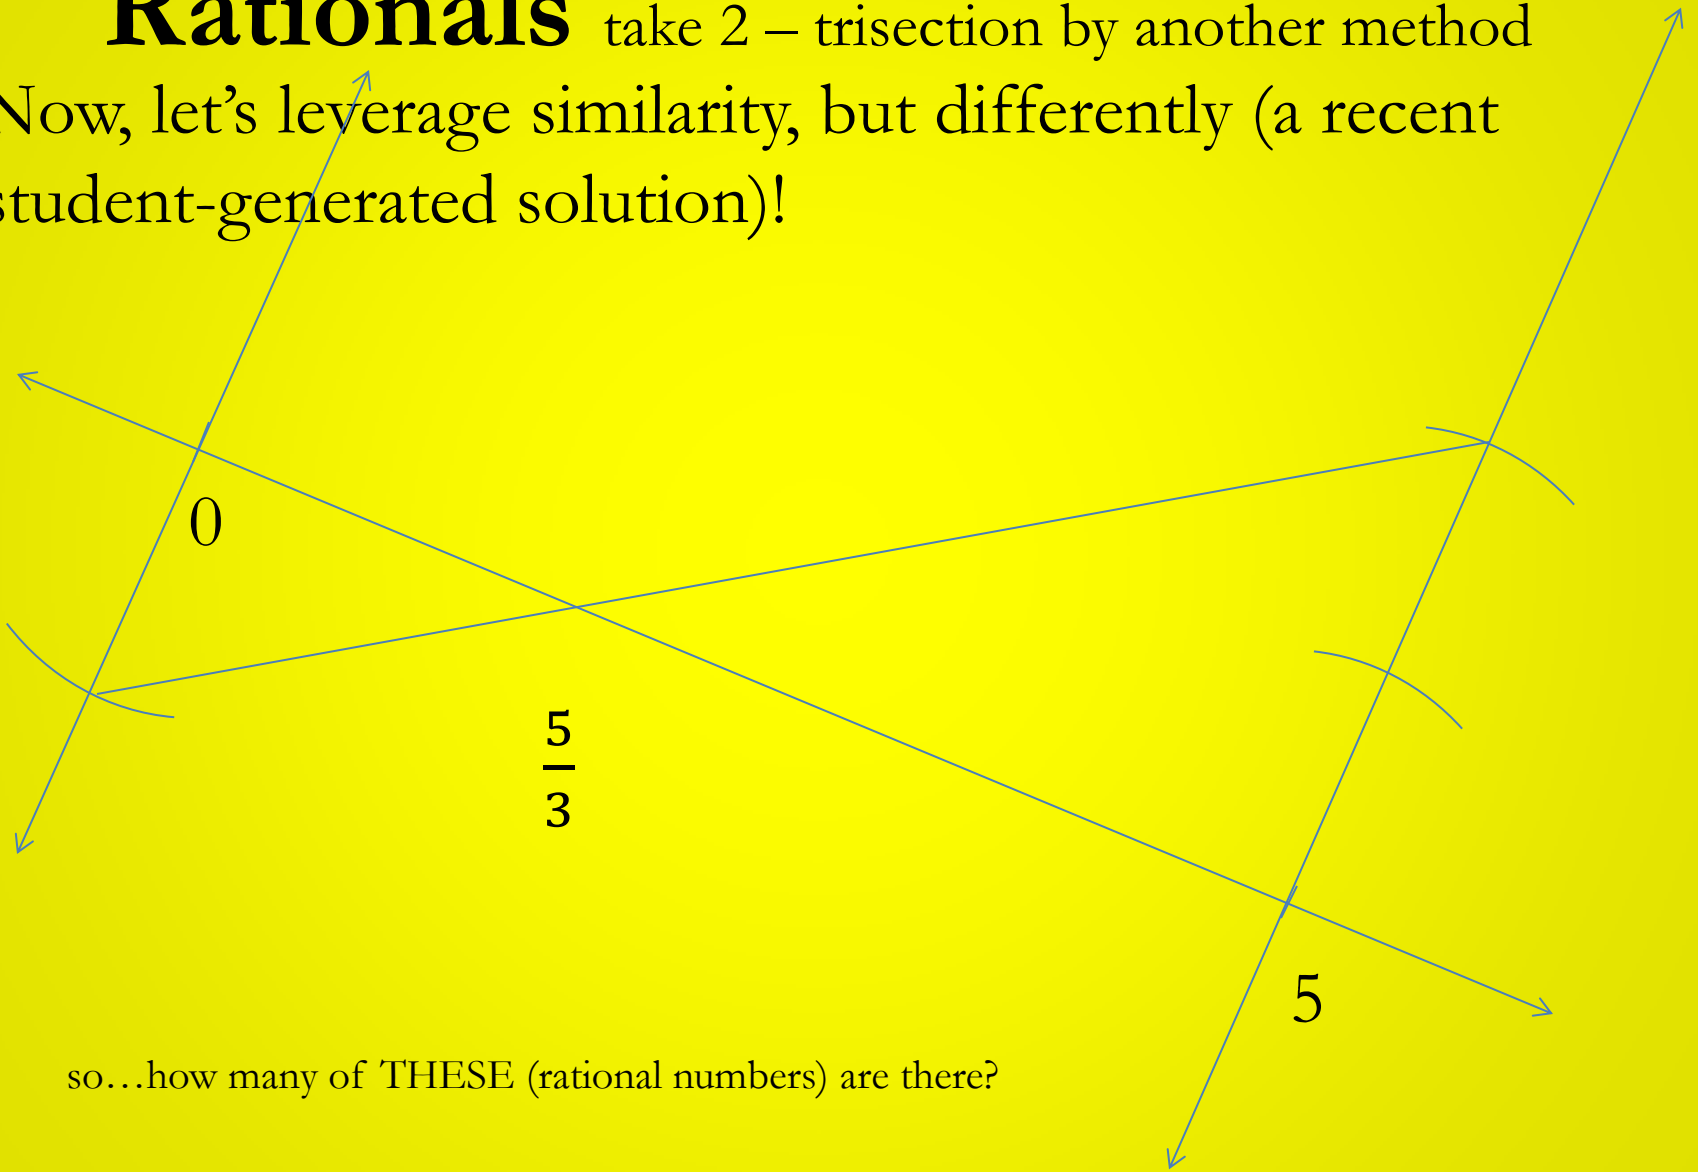 Rationals take 2 – trisection by another method
Now, let’s leverage similarity, but differently (a recent
student-generated solution)!
0
5
3
5
so…how many of THESE (rational numbers) are there?